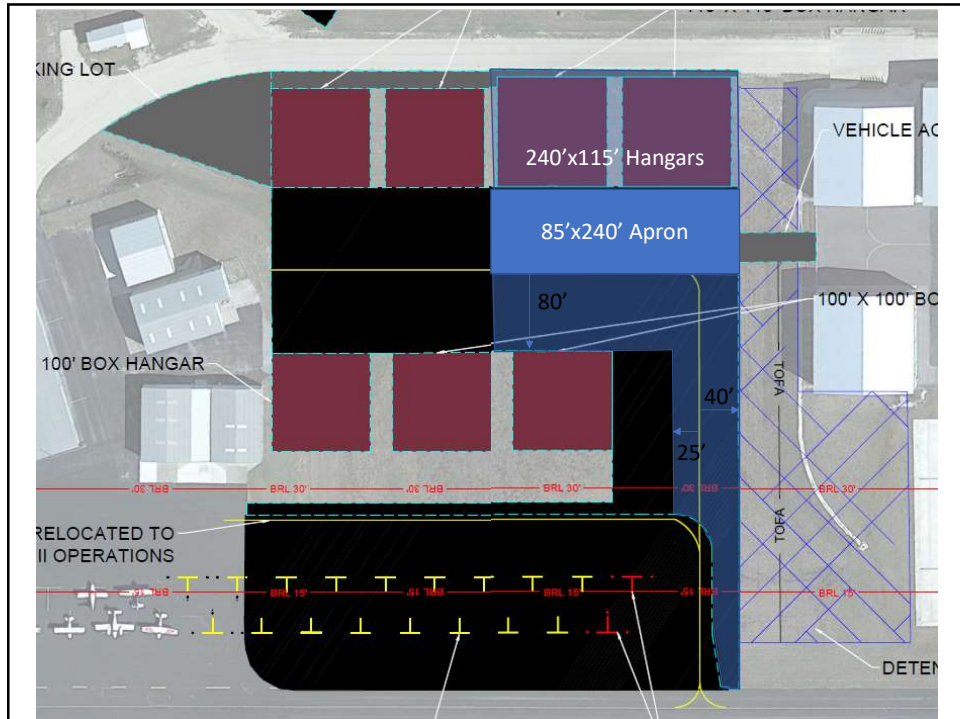 KING LOT
240'x115' Hangars
VEHICLE AC
85'x240' Apron
80'
100' X 100' BO
100' BOX HANGAR
TOFA
40'
25'
BRL 30'
BRL 30'
BRL 30'
BRL 30'
BRL 30'
BRL 30'
RELOCATED TO
II OPERATIONS
TOFA
BRL 15'
BRL 15'
BRL 15'
BRL 15'
BRL 15'
BRL 15'
DETEN